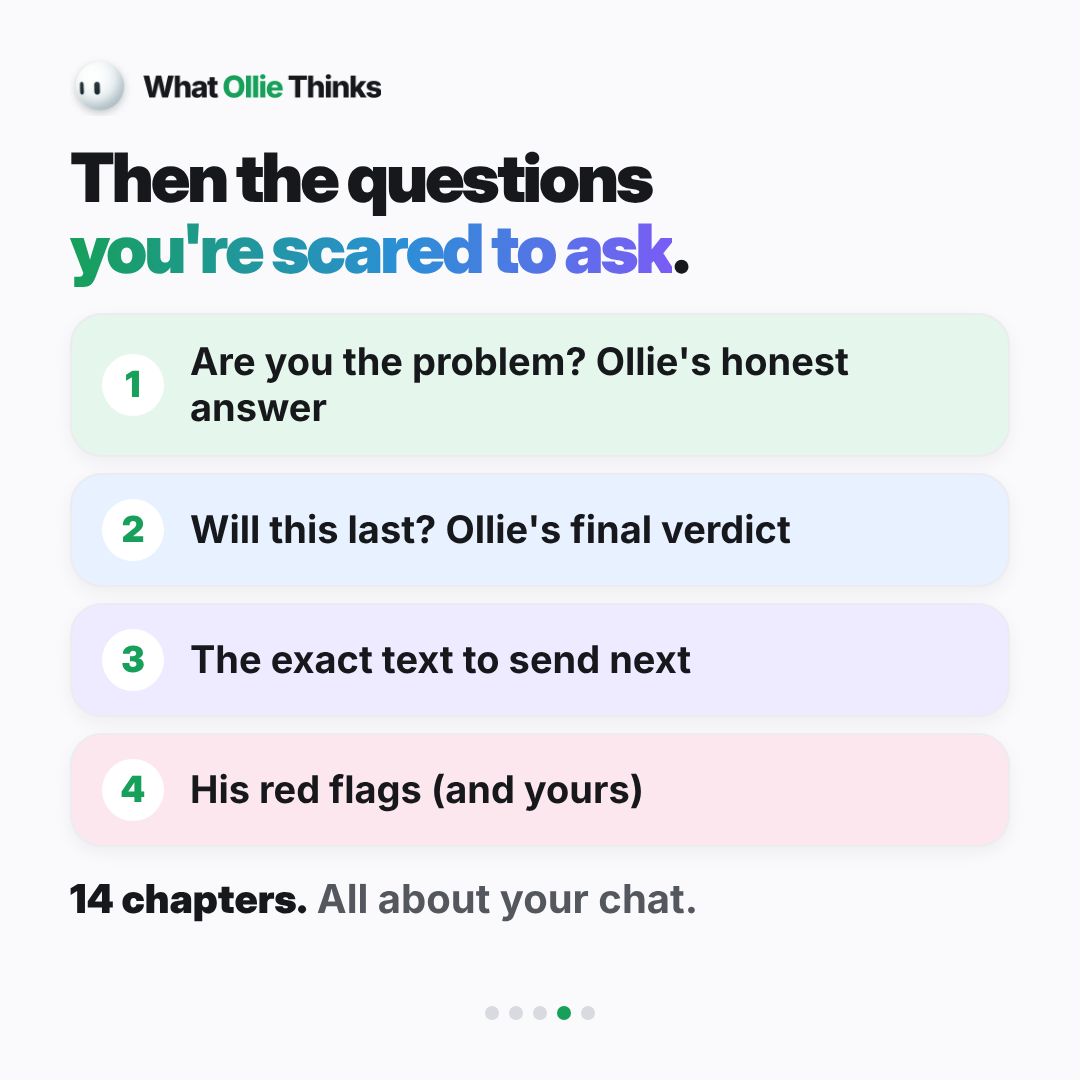 What Ollie Thinks
Then the questions
you're scared to ask.
1
Are you the problem? Ollie's honest
answer
2
Will this last? Ollie's final verdict
3
The exact text to send next
4
His red flags (and yours)
14 chapters. All about your chat.